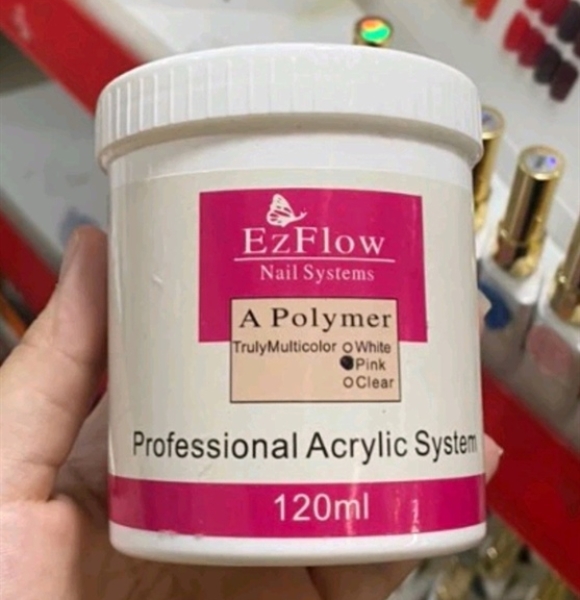 EzFlow
Nail Systems
A Polymer
TrulyMulticolor White
Pink
Clear
Professional Acrylic System
120ml